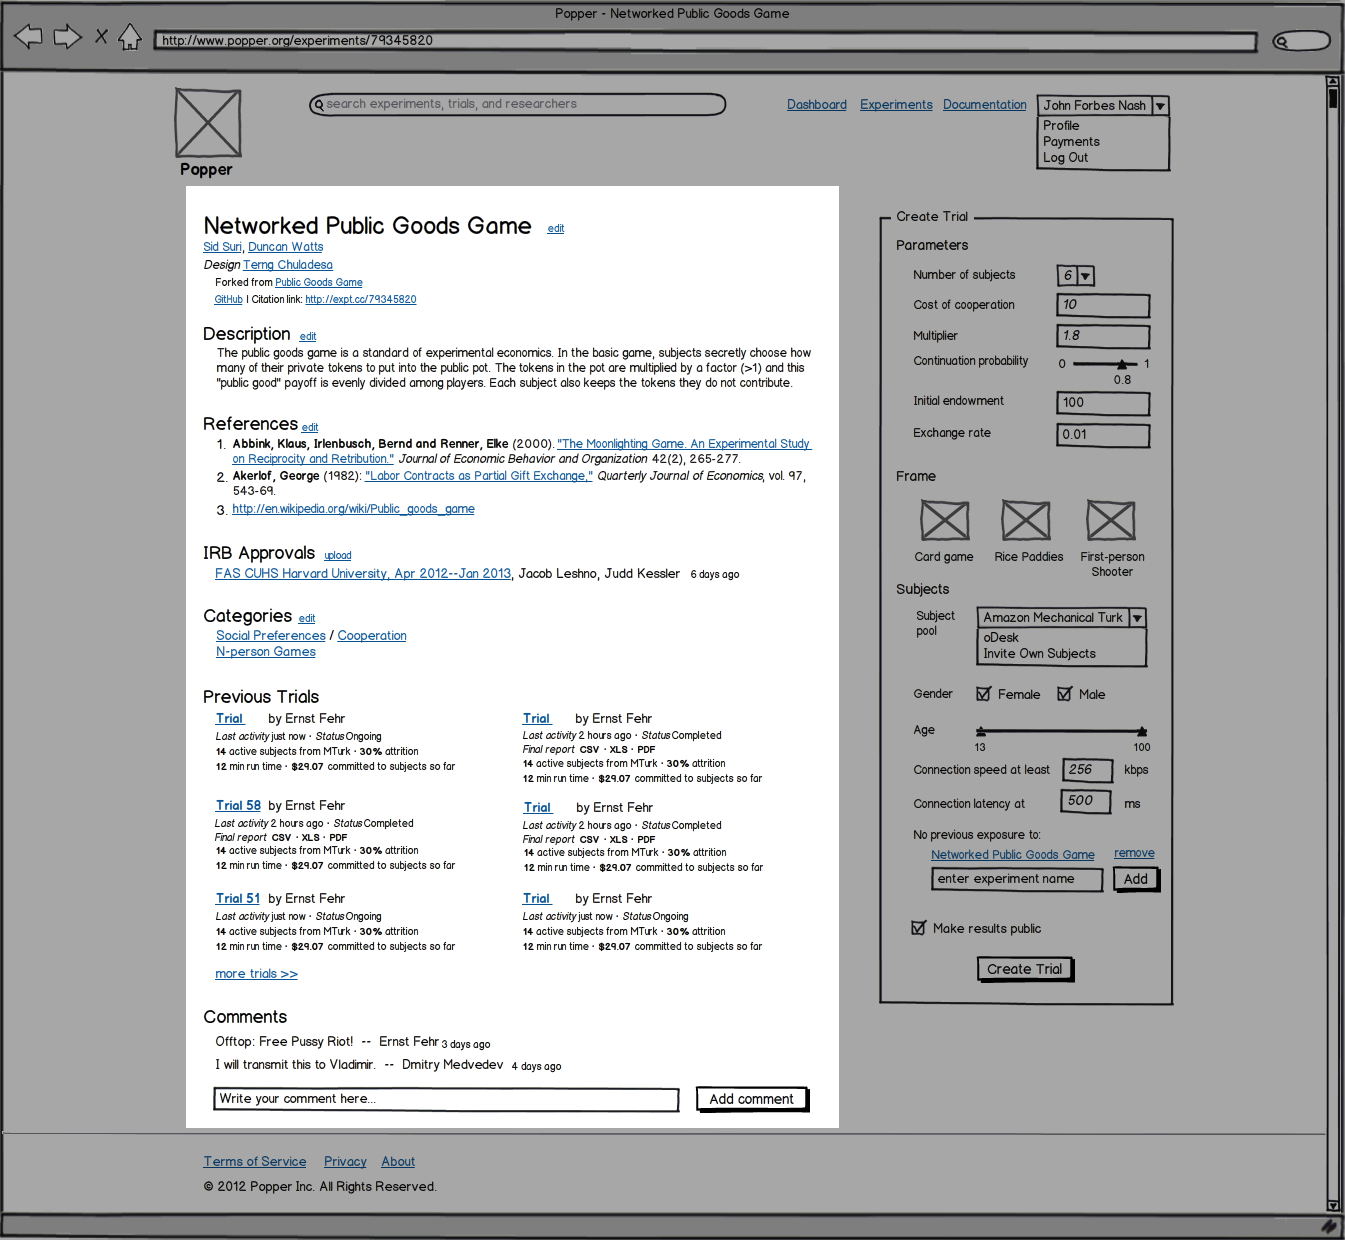 Popper - Networked Public Goods Game
http://www.popper.org/experiments/79345820
search experiments, trials, and researchers
Dashboard Experiments Documentation John Forbes Nash
Profile
Payments
Log Out
Popper
Networked Public Goods Game edit
Sid Suri, Duncan Watts
Design Terng Chuladesa
Forked from Public Goods Game
GitHub | Citation link: http://expt.cc/79345820
Description edit
The public goods game is a standard of experimental economics. In the basic game, subjects secretly choose how
many of their private tokens to put into the public pot. The tokens in the pot are multiplied by a factor (>1) and this
"public good" payoff is evenly divided among players. Each subject also keeps the tokens they do not contribute.
References edit
1. Abbink, Klaus, Irlenbusch, Bernd and Renner, Elke (2000). "The Moonlighting Game. An Experimental Study
on Reciprocity and Retribution." Journal of Economic Behavior and Organization 42(2), 265-277.
2. Akerlof, George (1982): "Labor Contracts as Partial Gift Exchange," Quarterly Journal of Economics, vol. 97,
543-69.
3. http://en.wikipedia.org/wiki/Public_goods_game
IRB Approvals upload
FAS CUHS Harvard University, Apr 2012--Jan 2013, Jacob Leshno, Judd Kessler 6 days ago
Categories edit
Social Preferences / Cooperation
N-person Games
Previous Trials
Trial by Ernst Fehr
Last activity just now · Status Ongoing
14 active subjects from MTurk · 30% attrition
12 min run time · $29.07 committed to subjects so far
Trial by Ernst Fehr
Last activity 2 hours ago · Status Completed
Final report CSV · XLS · PDF
14 active subjects from MTurk · 30% attrition
12 min run time · $29.07 committed to subjects so far
Trial 58 by Ernst Fehr
Last activity 2 hours ago · Status Completed
Final report CSV · XLS · PDF
14 active subjects from MTurk · 30% attrition
12 min run time · $29.07 committed to subjects so far
Trial by Ernst Fehr
Last activity 2 hours ago · Status Completed
Final report CSV · XLS · PDF
14 active subjects from MTurk · 30% attrition
12 min run time · $29.07 committed to subjects so far
Trial 51 by Ernst Fehr
Last activity just now · Status Ongoing
14 active subjects from MTurk · 30% attrition
12 min run time · $29.07 committed to subjects so far
Trial by Ernst Fehr
Last activity just now · Status Ongoing
14 active subjects from MTurk · 30% attrition
12 min run time · $29.07 committed to subjects so far
more trials >>
Comments
Offtop: Free Pussy Riot! -- Ernst Fehr 3 days ago
I will transmit this to Vladimir. -- Dmitry Medvedev 4 days ago
Write your comment here... Add comment
Create Trial
Parameters
Number of subjects 6
Cost of cooperation 10
Multiplier 1.8
Continuation probability 0 1
0.8
Initial endowment 100
Exchange rate 0.01
Frame
Card game Rice Paddies First-person
Shooter
Subjects
Subject
pool
Amazon Mechanical Turk
oDesk
Invite Own Subjects
Gender Female Male
Age
13 100
Connection speed at least 256 kbps
Connection latency at 500 ms
No previous exposure to:
Networked Public Goods Game remove
enter experiment name Add
Make results public
Create Trial
Terms of Service Privacy About
© 2012 Popper Inc. All Rights Reserved.